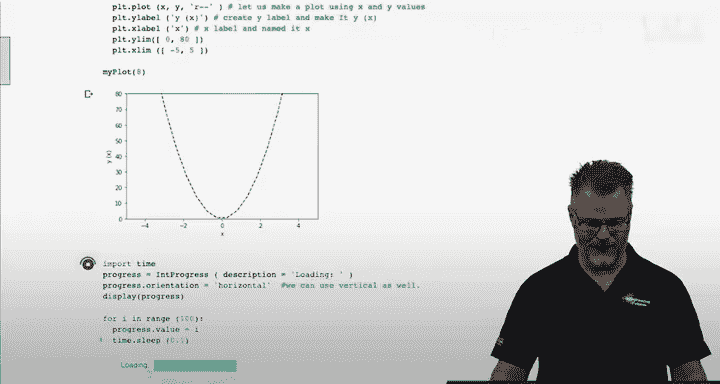 plt.plot (x, y, 'r--' ) # let us make a plot using x and y values
plt.ylabel ('y (x)') # create y label and make it y (x)
plt.xlabel ('x') # x label and named it x
plt.ylim([ 0, 80 ])
plt.xlim ([ -5, 5 ])
myPlot(8)
80
70
60
50
40
30
20
10
0
y (x)
-4 -2 0 2 4
x
import time
progress = IntProgress ( description = 'Loading: ' )
progress.orientation = 'horizontal' #we can use vertical as well.
display(progress)
for i in range (100):
progress.value = i
time.sleep (0.1)
Loading